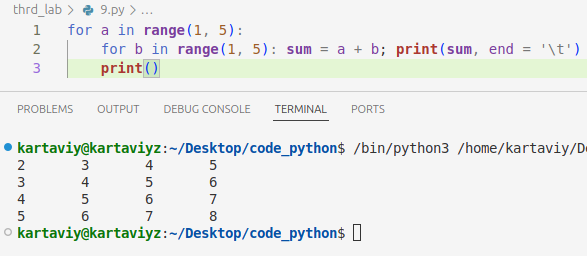 thrd_lab > 9.py > ...
1 for a in range(1, 5):
2 for b in range(1, 5): sum = a + b; print(sum, end = '\t')
3 print()
PROBLEMS OUTPUT DEBUG CONSOLE TERMINAL PORTS
kartaviy@kartaviyz:~/Desktop/code_python$ /bin/python3 /home/kartaviy/De
2 3 4 5
3 4 5 6
4 5 6 7
5 6 7 8
kartaviy@kartaviyz:~/Desktop/code_python$